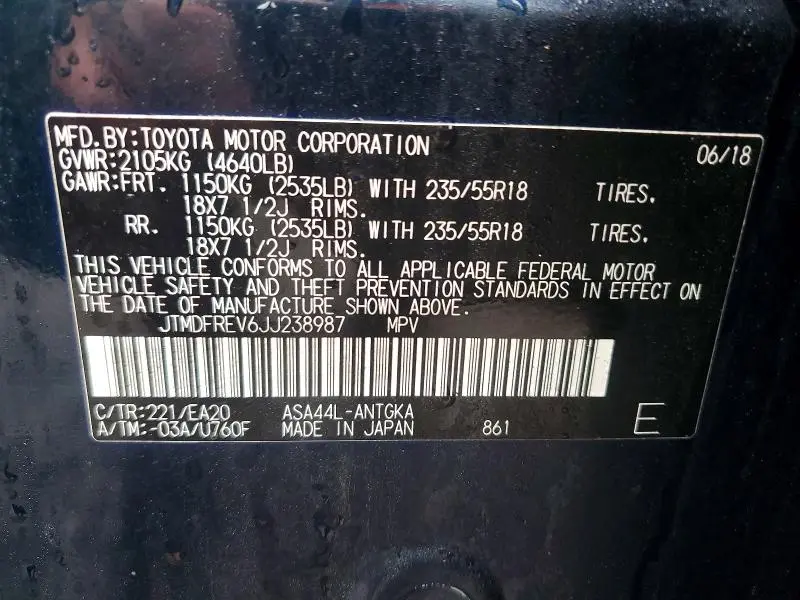 MFD.BY:TOYOTA MOTOR CORPORATION 06/18
GVWR:2105KG (4640LB)
GAWR:FRT. 1150KG (2535LB) WITH 235/55R18 TIRES.
18X7 1/2J RIMS.
RR. 1150KG (2535LB) WITH 235/55R18 TIRES.
18X7 1/2J RIMS.
THIS VEHICLE CONFORMS TO ALL APPLICABLE FEDERAL MOTOR
VEHICLE SAFETY AND THEFT PREVENTION STANDARDS IN EFFECT ON
THE DATE OF MANUFACTURE SHOWN ABOVE.
JTMDFREV6JJ238987 MPV
C/TR:221/EA20 ASA44L-ANTGKA
A/TM:-03A/U760F MADE IN JAPAN 861 E